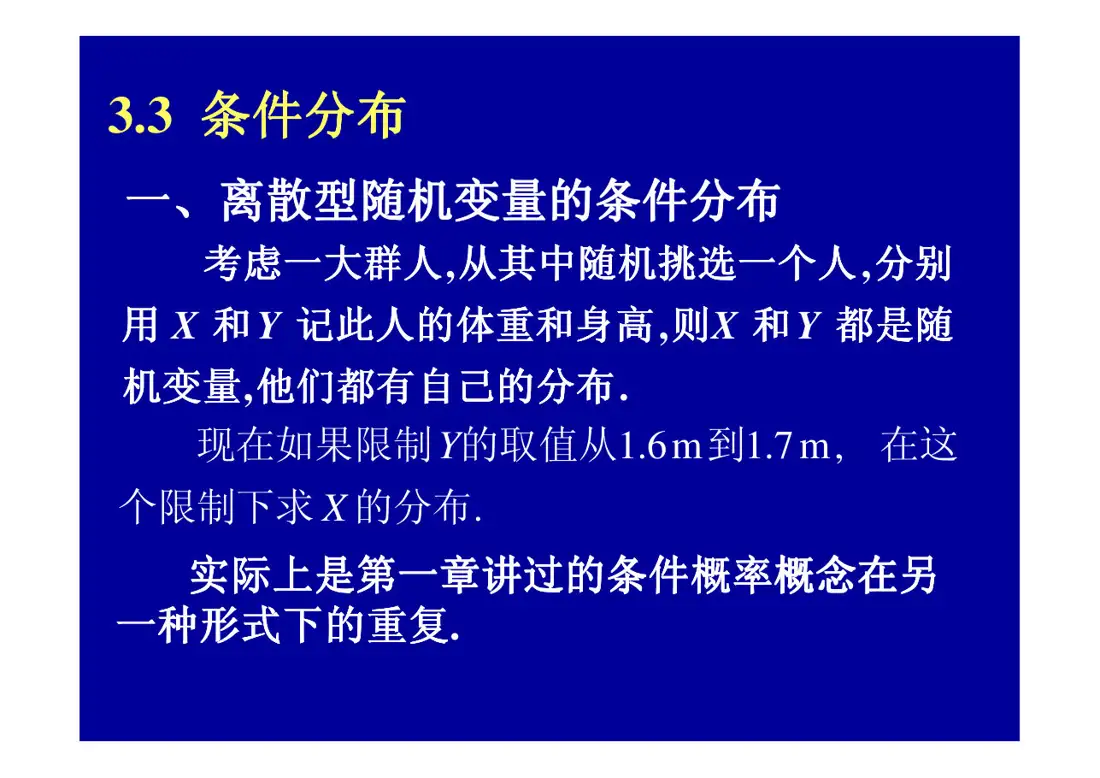 3.3 条件分布
一、离散型随机变量的条件分布
考虑一大群人,从其中随机挑选一个人,分别
用 X 和 Y 记此人的体重和身高,则X 和 Y 都是随
机变量,他们都有自己的分布.
现在如果限制 Y的取值从1.6m到1.7m, 在这
个限制下求 X 的分布.
实际上是第一章讲过的条件概率概念在另
一种形式下的重复.